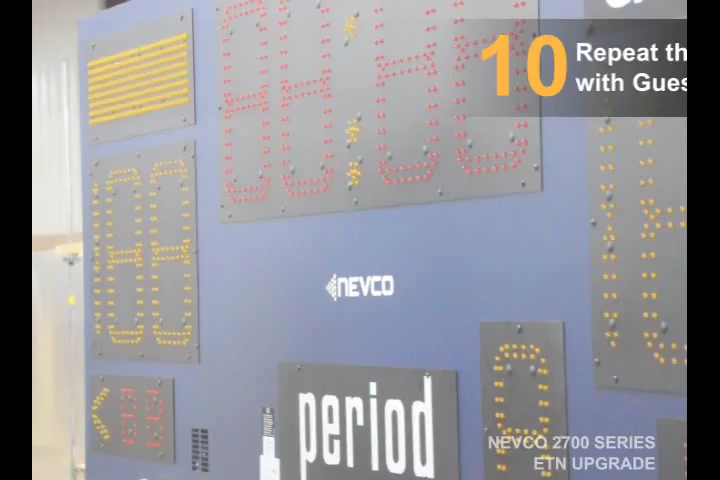 10 Repeat th
with Gues
NEVCO
period
NEVCO 2700 SERIES
ETN UPGRADE